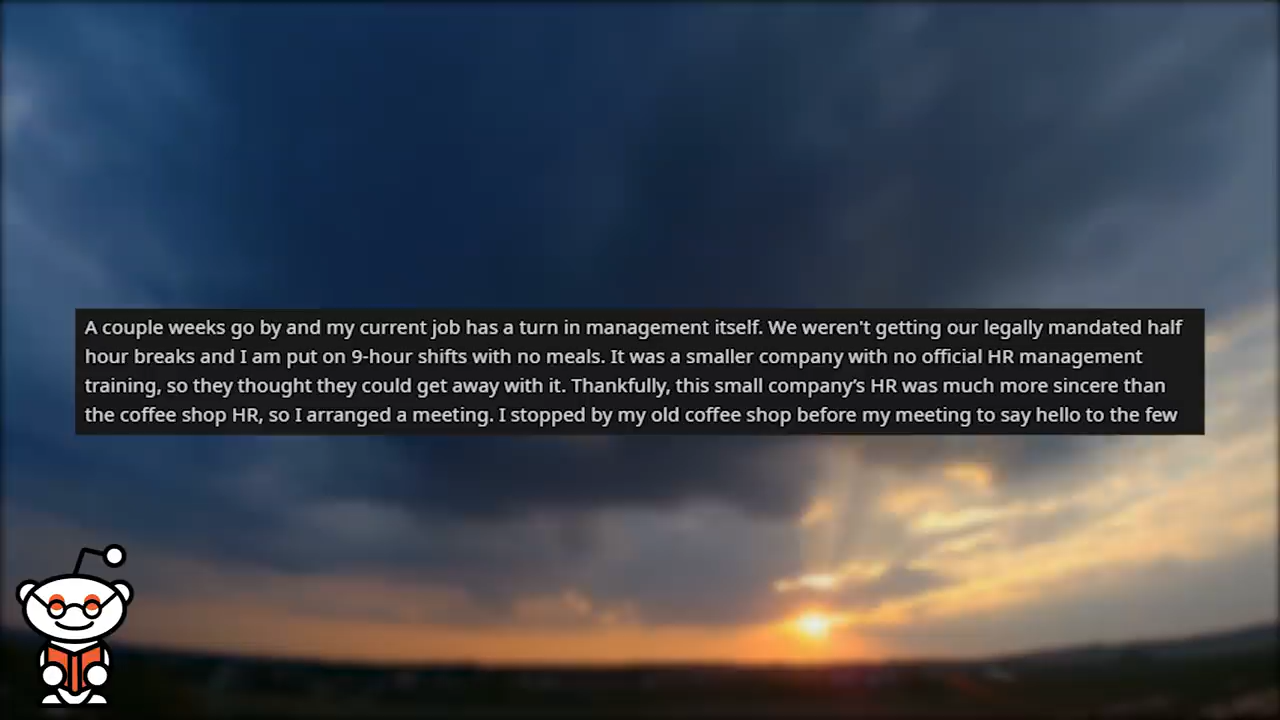 A couple weeks go by and my current job has a turn in management itself. We weren't getting our legally mandated half
hour breaks and I am put on 9-hour shifts with no meals. It was a smaller company with no official HR management
training, so they thought they could get away with it. Thankfully, this small company’s HR was much more sincere than
the coffee shop HR, so I arranged a meeting. I stopped by my old coffee shop before my meeting to say hello to the few